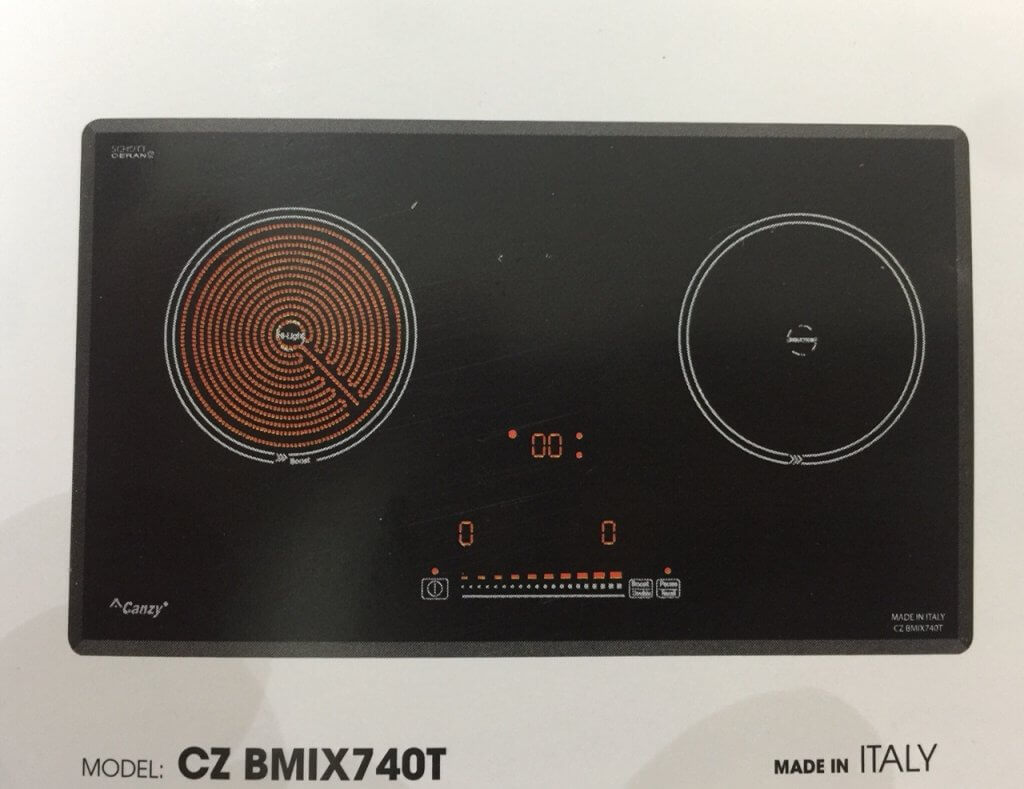 SCHOTT
CERAN®
Hi-Light
Boost
00
0 0
Boost
Pause
Canzy®
MADE IN ITALY
CZ BMIX740T
MODEL: CZ BMIX740T
MADE IN ITALY